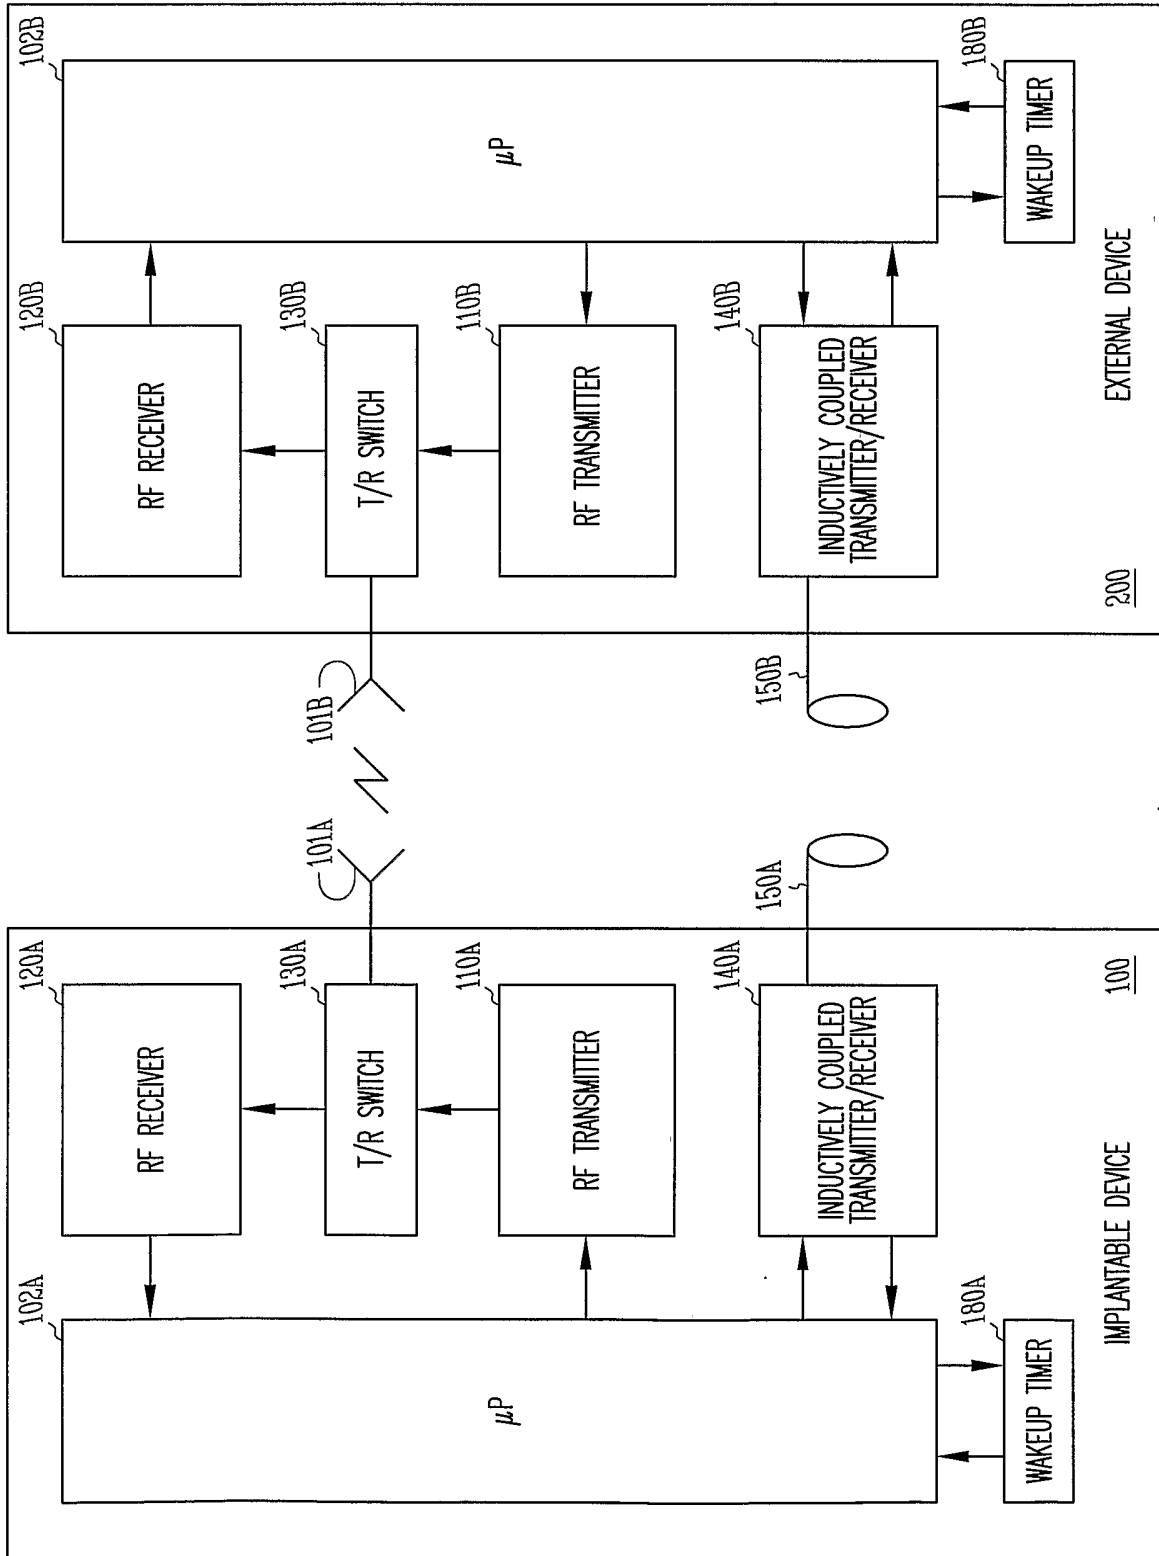 102A
μP
120A
RF RECEIVER
130A
T/R SWITCH
110A
RF TRANSMITTER
140A
INDUCTIVELY COUPLED
TRANSMITTER/RECEIVER
180A
WAKEUP TIMER
IMPLANTABLE DEVICE
100
101A
101B
150A
150B
120B
RF RECEIVER
130B
T/R SWITCH
110B
RF TRANSMITTER
140B
INDUCTIVELY COUPLED
TRANSMITTER/RECEIVER
102B
μP
180B
WAKEUP TIMER
200
EXTERNAL DEVICE